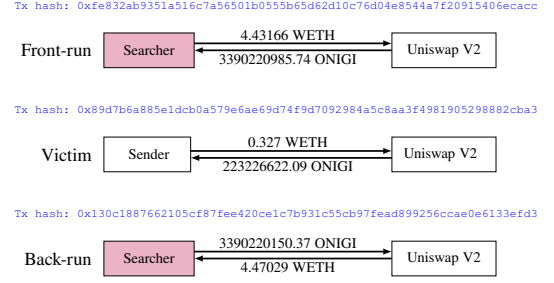 Tx hash: 0xfe832ab9351a516c7a56501b0555b65d62d10c76d04e8544a7f20915406ecacc
4.43166 WETH
Front-run Searcher Uniswap V2
3390220985.74 ONIGI
Tx hash: 0x89d7b6a885e1dcb0a579e6ae69d74f9d7092984a5c8aa3f4981905298882cba3
0.327 WETH
Victim Sender Uniswap V2
223226622.09 ONIGI
Tx hash: 0x130c1887662105cf87fee420ce1c7b931c55cb97fead899256ccae0e6133efd3
3390220150.37 ONIGI
Back-run Searcher Uniswap V2
4.47029 WETH